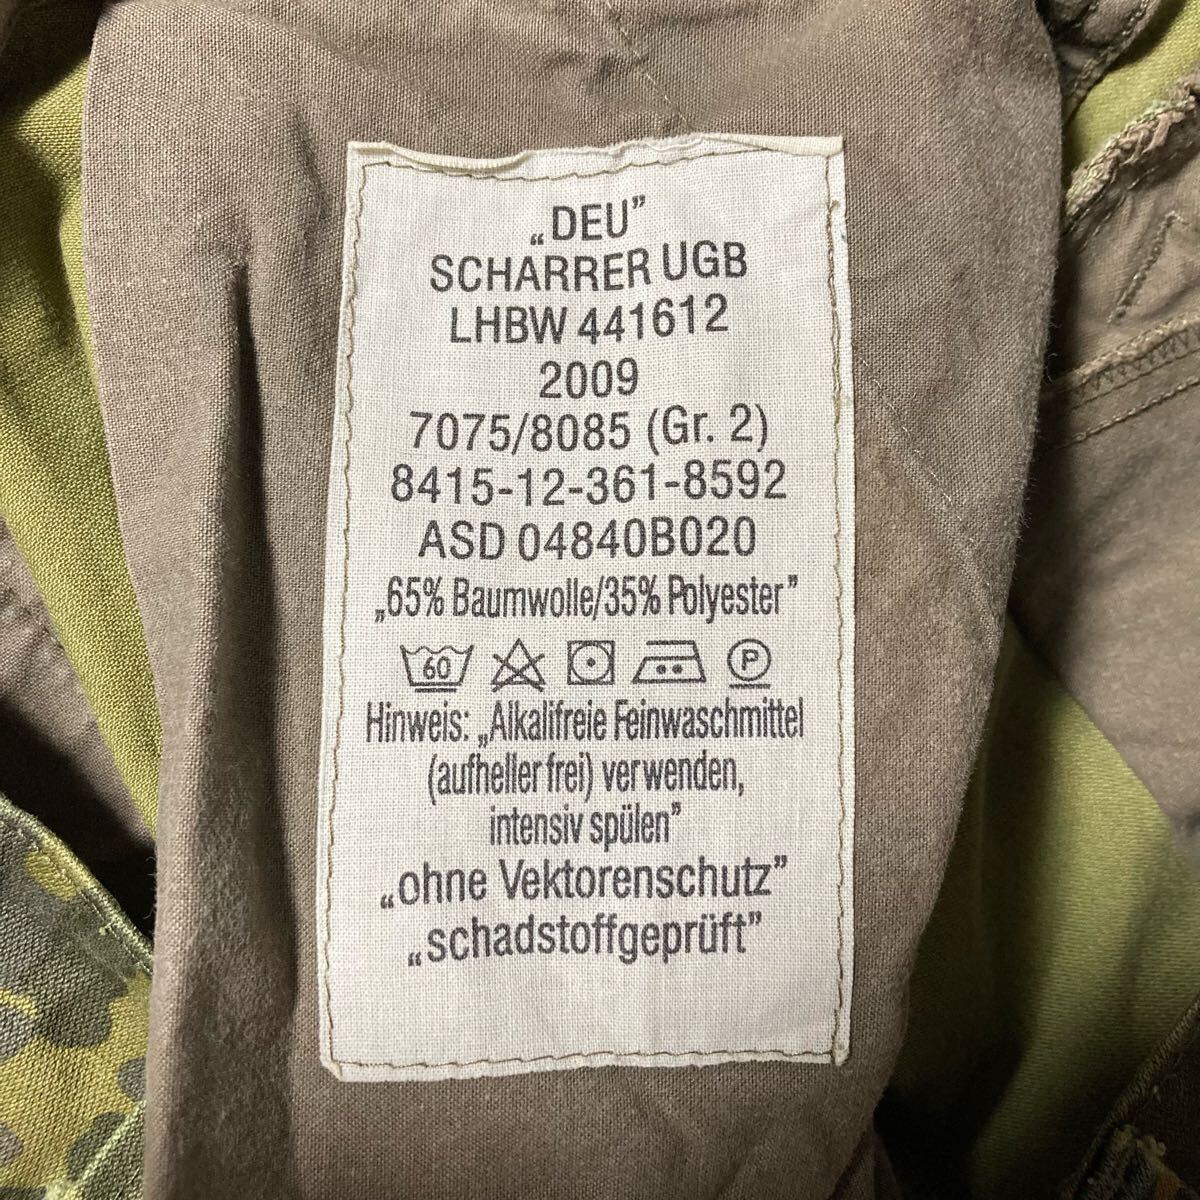 „DEU”
SCHARRER UGB
LHBW 441612
2009
7075/8085 (Gr. 2)
8415-12-361-8592
ASD 04840B020
„65% Baumwolle/35% Polyester”
60 P
Hinweis: „Alkalifreie Feinwaschmittel
(aufheller frei) verwenden,
intensiv spülen”
„ohne Vektorenschutz”
„schadstoffgeprüft”